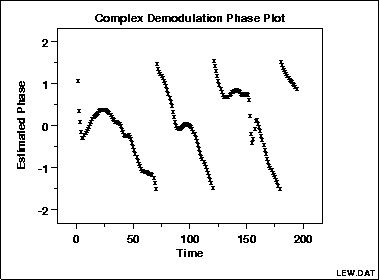 Complex Demodulation Phase Plot
2
1
0
-1
-2
Estimated Phase
0 50 100 150 200
Time
LEW.DAT